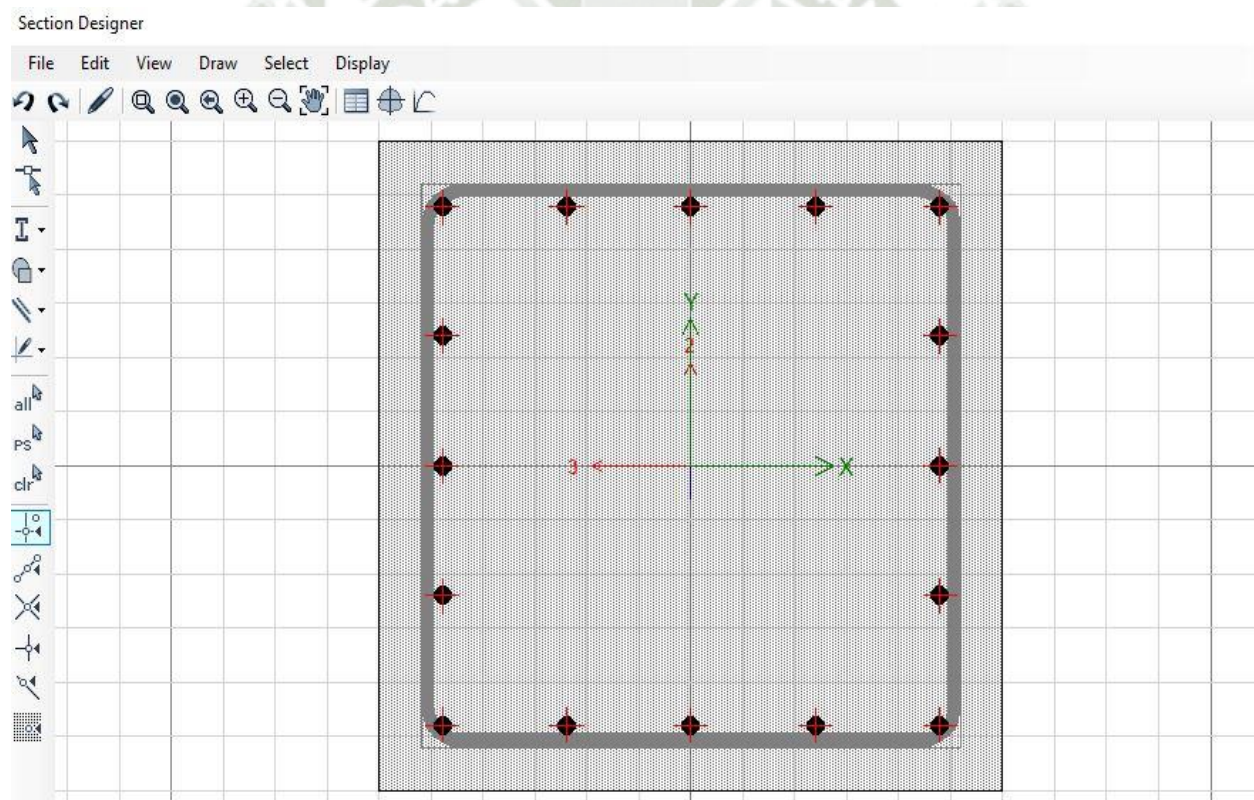 Section Designer
File Edit View Draw Select Display
all
PS
clr
Y
2
3
X